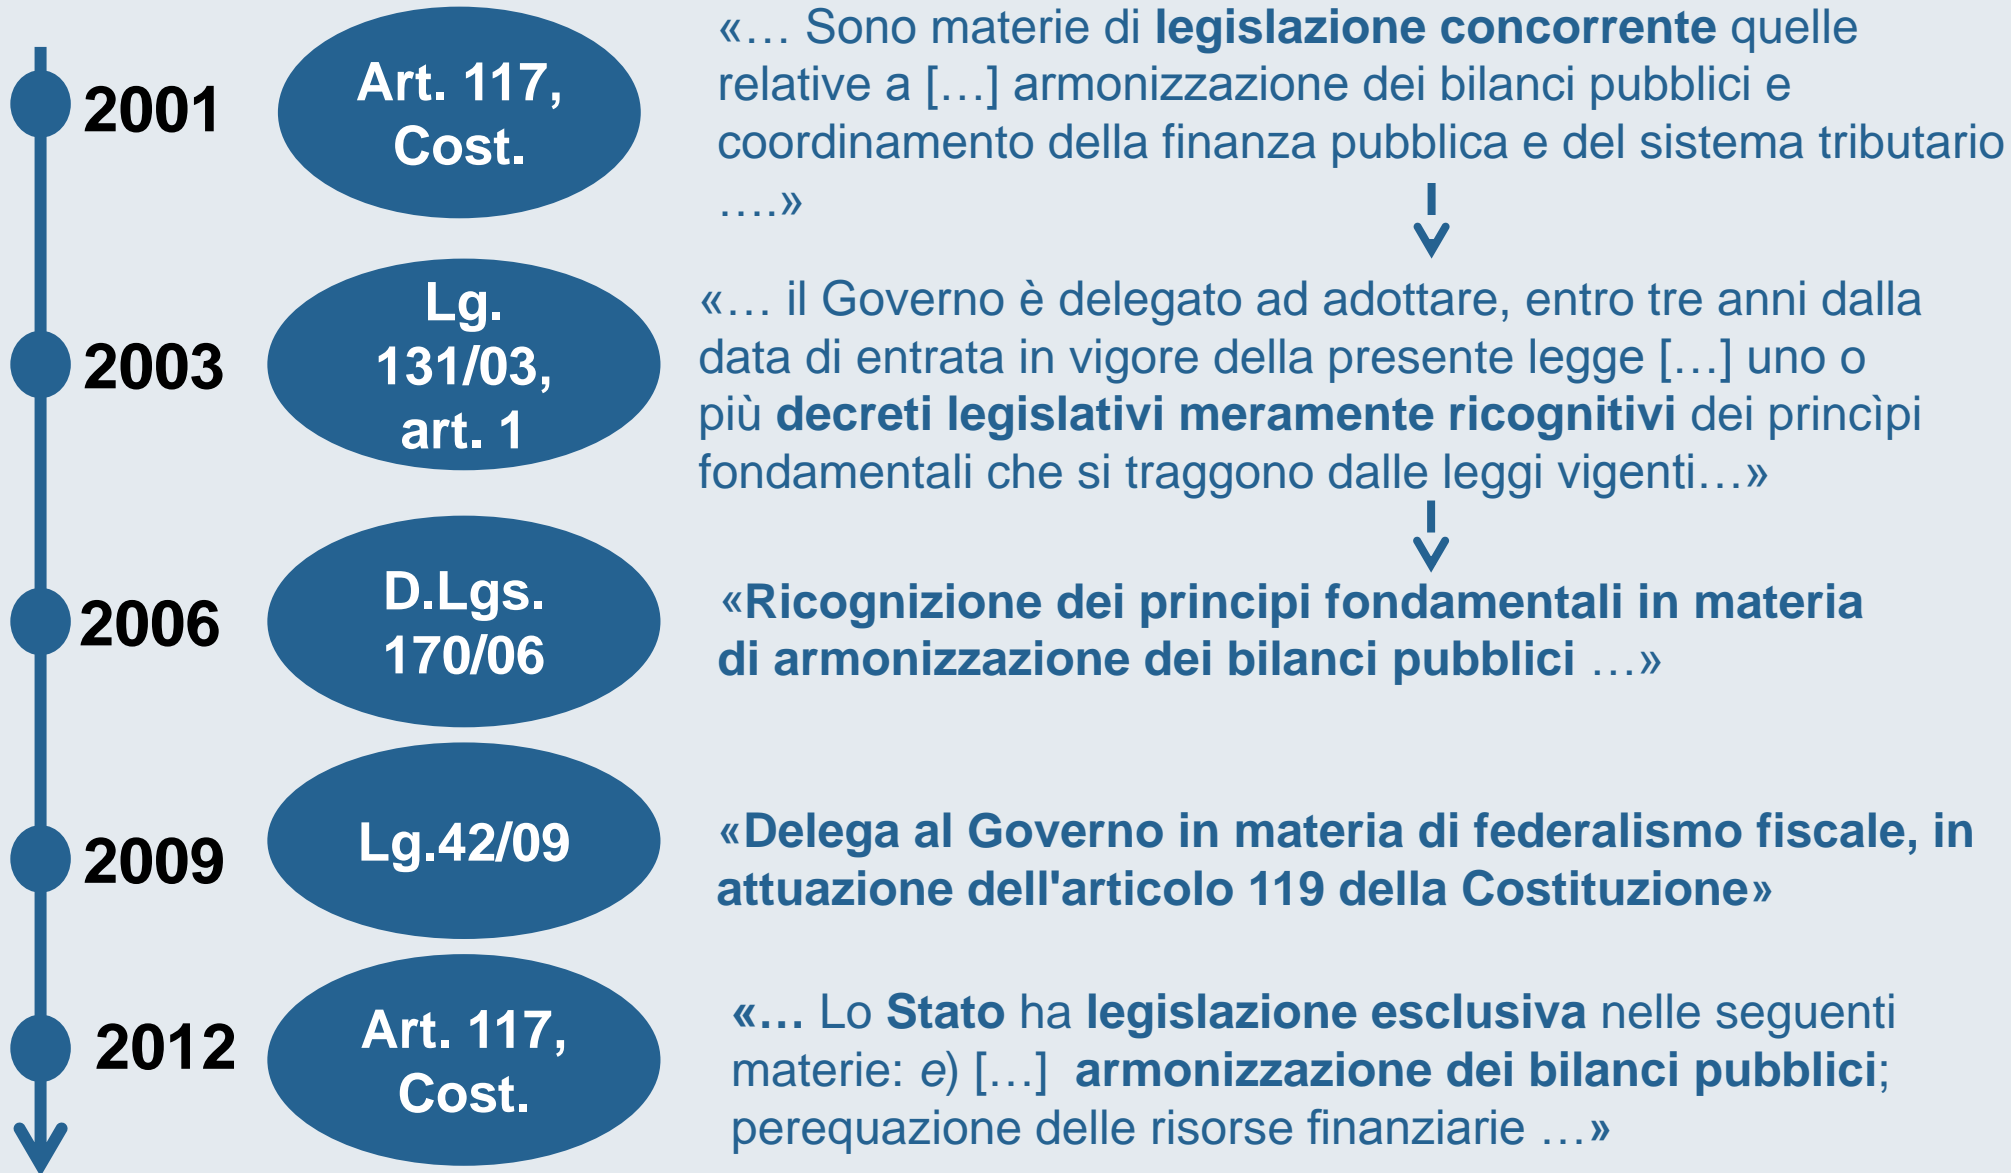 2001
Art. 117,
Cost.
«… Sono materie di legislazione concorrente quelle
relative a […] armonizzazione dei bilanci pubblici e
coordinamento della finanza pubblica e del sistema tributario
….»
2003
Lg.
131/03,
art. 1
«… il Governo è delegato ad adottare, entro tre anni dalla
data di entrata in vigore della presente legge […] uno o
più decreti legislativi meramente ricognitivi dei princìpi
fondamentali che si traggono dalle leggi vigenti…»
2006
D.Lgs.
170/06
«Ricognizione dei principi fondamentali in materia
di armonizzazione dei bilanci pubblici …»
2009
Lg.42/09
«Delega al Governo in materia di federalismo fiscale, in
attuazione dell'articolo 119 della Costituzione»
2012
Art. 117,
Cost.
«… Lo Stato ha legislazione esclusiva nelle seguenti
materie: e) […] armonizzazione dei bilanci pubblici;
perequazione delle risorse finanziarie …»